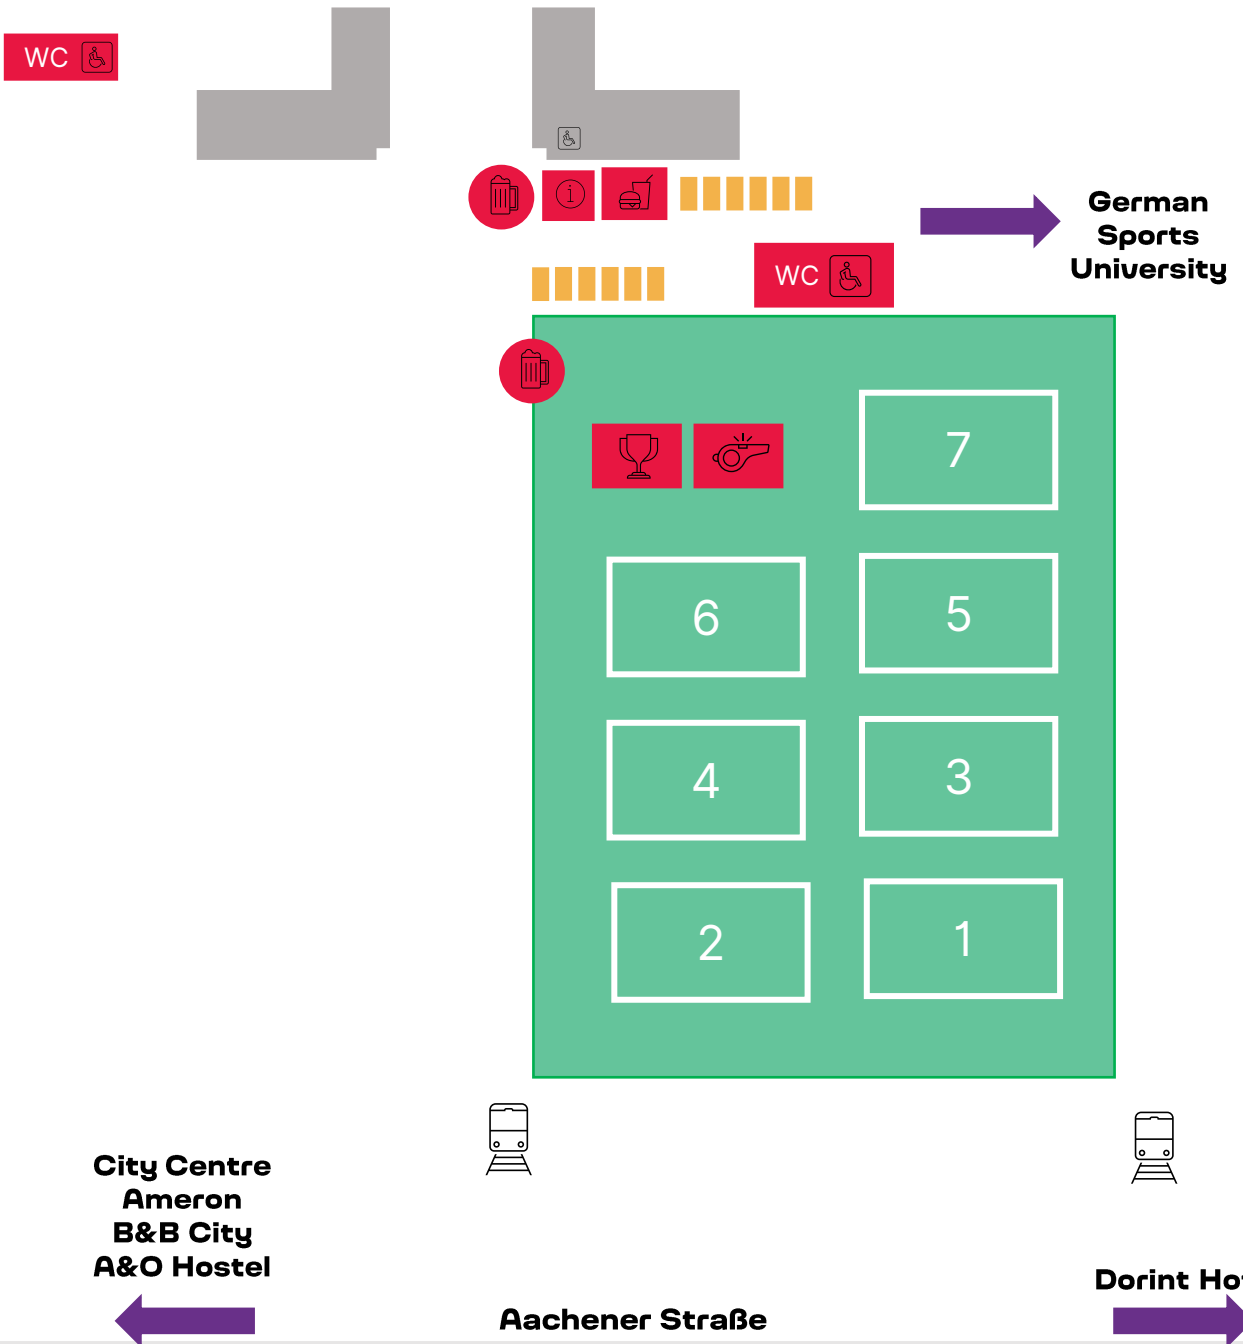 WC
i
German
Sports
University
WC
7
6
5
4
3
2
1
City Centre
Ameron
B&B City
A&O Hostel
Dorint Ho
Aachener Straße